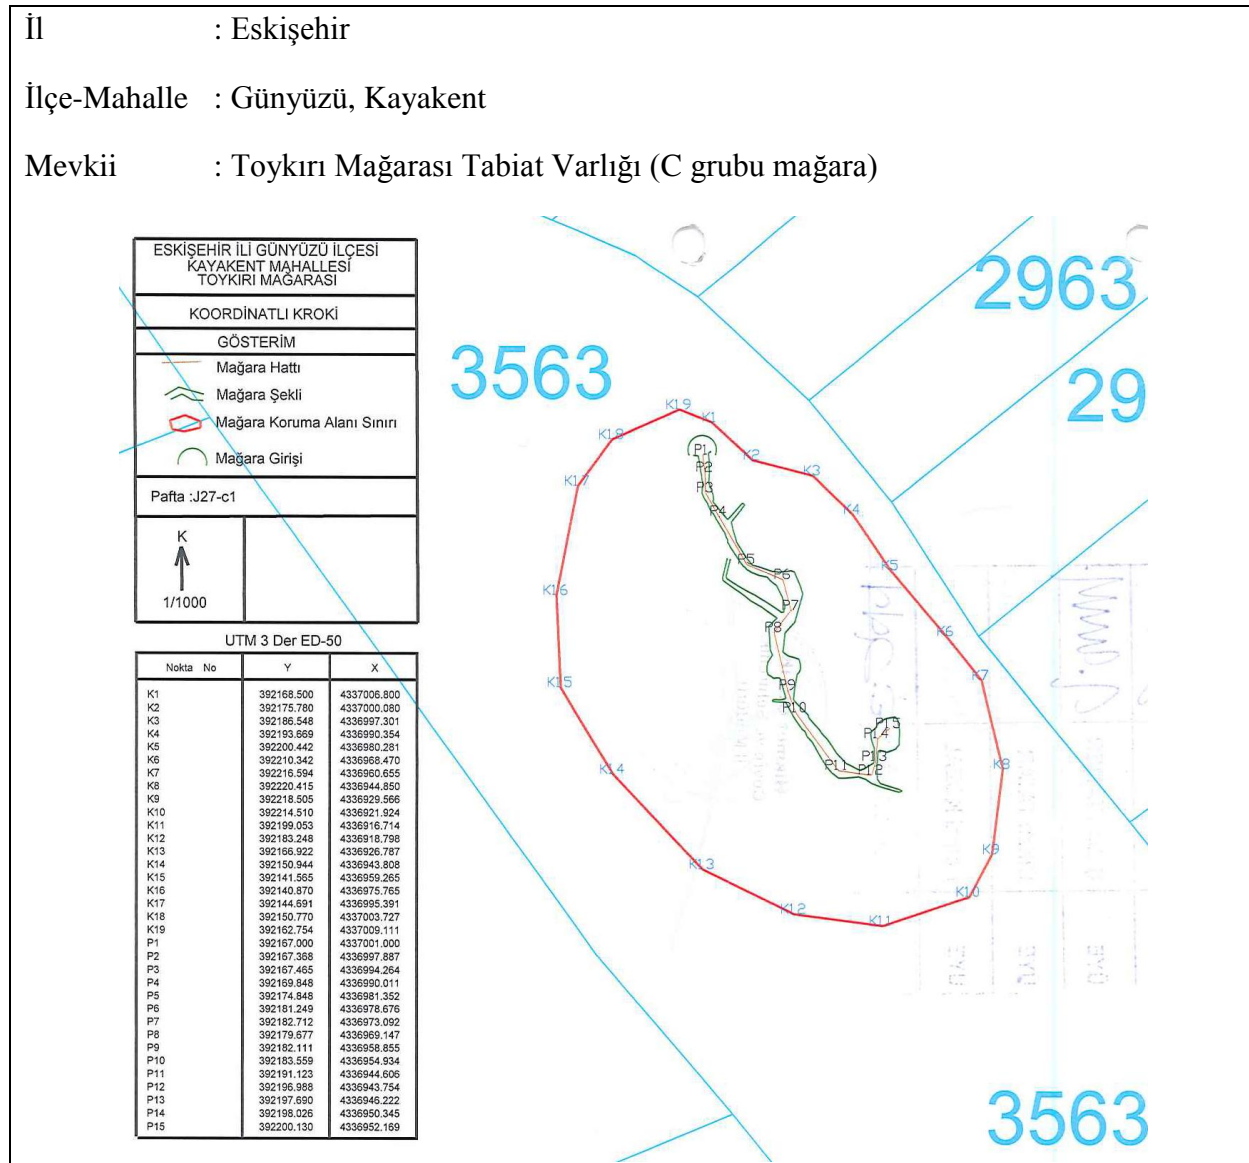 İl : Eskişehir
İlçe-Mahalle : Günyüzü, Kayakent
Mevkii : Toykırı Mağarası Tabiat Varlığı (C grubu mağara)
ESKİŞEHİR İLİ GÜNYÜZÜ İLÇESİ
KAYAKENT MAHALLESİ
TOYKIRI MAĞARASI
KOORDİNATLI KROKİ
GÖSTERİM
Mağara Hattı
Mağara Şekli
Mağara Koruma Alanı Sınırı
Mağara Girişi
Pafta :J27-c1
K
1/1000
UTM 3 Der ED-50
Nokta No Y X
K1 392168.500 4337006.800
K2 392175.780 4337000.080
K3 392186.548 4336997.301
K4 392193.669 4336990.354
K5 392200.442 4336980.281
K6 392210.342 4336968.470
K7 392216.594 4336960.655
K8 392220.415 4336944.850
K9 392218.505 4336929.566
K10 392214.510 4336921.924
K11 392199.053 4336916.714
K12 392183.248 4336918.798
K13 392166.922 4336926.787
K14 392150.944 4336943.808
K15 392141.565 4336959.265
K16 392140.870 4336975.765
K17 392144.691 4336995.391
K18 392150.770 4337003.727
K19 392162.754 4337009.111
P1 392167.000 4337001.000
P2 392167.368 4336997.887
P3 392167.465 4336994.264
P4 392169.848 4336990.011
P5 392174.848 4336981.352
P6 392181.249 4336978.676
P7 392182.712 4336973.092
P8 392179.677 4336969.147
P9 392182.111 4336958.855
P10 392183.559 4336954.934
P11 392191.123 4336944.606
P12 392196.988 4336943.754
P13 392197.690 4336946.222
P14 392198.026 4336950.345
P15 392200.130 4336952.169
2963
3563
29
K19
K1
K18
K2
K3
K17
K4
K5
K16
K6
K15
K7
K14
K8
K13
K9
K12
K10
K11
P1
P2
P3
P4
P5
P6
P7
P8
P9
P10
P11
P12
P13
P14
P15
3563